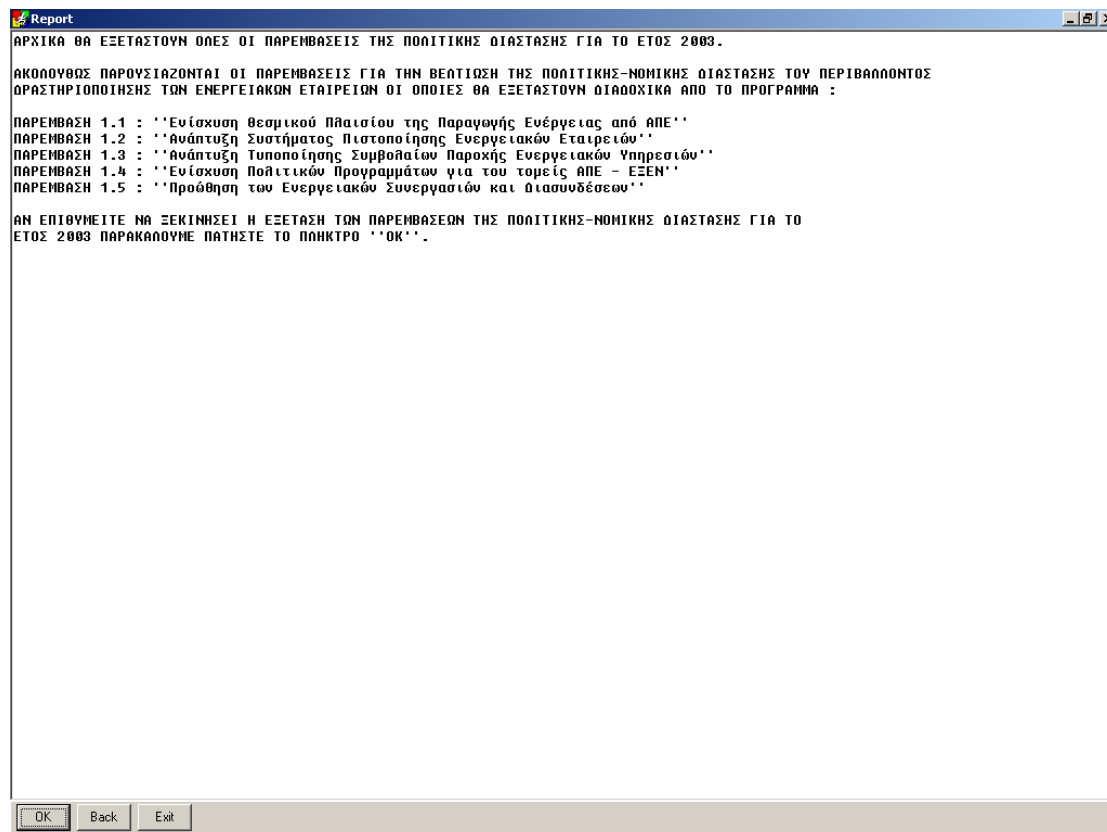 Report
ΑΡΧΙΚΑ ΘΑ ΕΞΕΤΑΣΤΟΥΝ ΟΛΕΣ ΟΙ ΠΑΡΕΜΒΑΣΕΙΣ ΤΗΣ ΠΟΛΙΤΙΚΗΣ ΔΙΑΣΤΑΣΗΣ ΓΙΑ ΤΟ ΕΤΟΣ 2003.
ΑΚΟΛΟΥΘΩΣ ΠΑΡΟΥΣΙΑΖΟΝΤΑΙ ΟΙ ΠΑΡΕΜΒΑΣΕΙΣ ΓΙΑ ΤΗΝ ΒΕΛΤΙΩΣΗ ΤΗΣ ΠΟΛΙΤΙΚΗΣ-ΝΟΜΙΚΗΣ ΔΙΑΣΤΑΣΗΣ ΤΟΥ ΠΕΡΙΒΑΛΛΟΝΤΟΣ
ΔΡΑΣΤΗΡΙΟΠΟΙΗΣΗΣ ΤΩΝ ΕΝΕΡΓΕΙΑΚΩΝ ΕΤΑΙΡΕΙΩΝ ΟΙ ΟΠΟΙΕΣ ΘΑ ΕΞΕΤΑΣΤΟΥΝ ΔΙΑΔΟΧΙΚΑ ΑΠΟ ΤΟ ΠΡΟΓΡΑΜΜΑ :
ΠΑΡΕΜΒΑΣΗ 1.1 : ''Ενίσχυση Θεσμικού Πλαισίου της Παραγωγής Ενέργειας από ΑΠΕ''
ΠΑΡΕΜΒΑΣΗ 1.2 : ''Ανάπτυξη Συστήματος Πιστοποίησης Ενεργειακών Εταιρειών''
ΠΑΡΕΜΒΑΣΗ 1.3 : ''Ανάπτυξη Τυποποίησης Συμβολαίων Παροχής Ενεργειακών Υπηρεσιών''
ΠΑΡΕΜΒΑΣΗ 1.4 : ''Ενίσχυση Πολιτικών Προγραμμάτων για του τομείς ΑΠΕ - ΕΞΕΝ''
ΠΑΡΕΜΒΑΣΗ 1.5 : ''Προώθηση των Ενεργειακών Συνεργασιών και Διασυνδέσεων''
ΑΝ ΕΠΙΘΥΜΕΙΤΕ ΝΑ ΞΕΚΙΝΗΣΕΙ Η ΕΞΕΤΑΣΗ ΤΩΝ ΠΑΡΕΜΒΑΣΕΩΝ ΤΗΣ ΠΟΛΙΤΙΚΗΣ-ΝΟΜΙΚΗΣ ΔΙΑΣΤΑΣΗΣ ΓΙΑ ΤΟ
ΕΤΟΣ 2003 ΠΑΡΑΚΑΛΟΥΜΕ ΠΑΤΗΣΤΕ ΤΟ ΠΛΗΚΤΡΟ ''ΟΚ''.
OK Back Exit